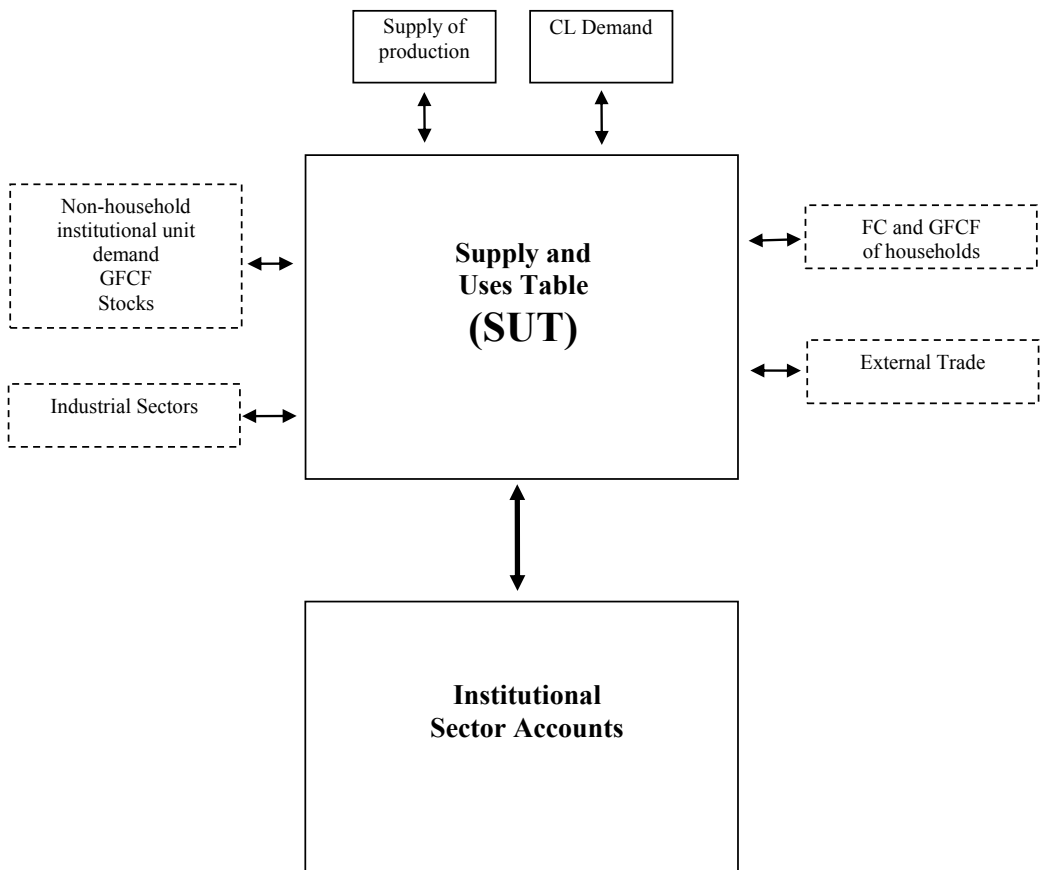 Supply of
production
CL Demand
Non-household
institutional unit
demand
GFCF
Stocks
FC and GFCF
of households
Supply and
Uses Table
(SUT)
External Trade
Industrial Sectors
Institutional
Sector Accounts